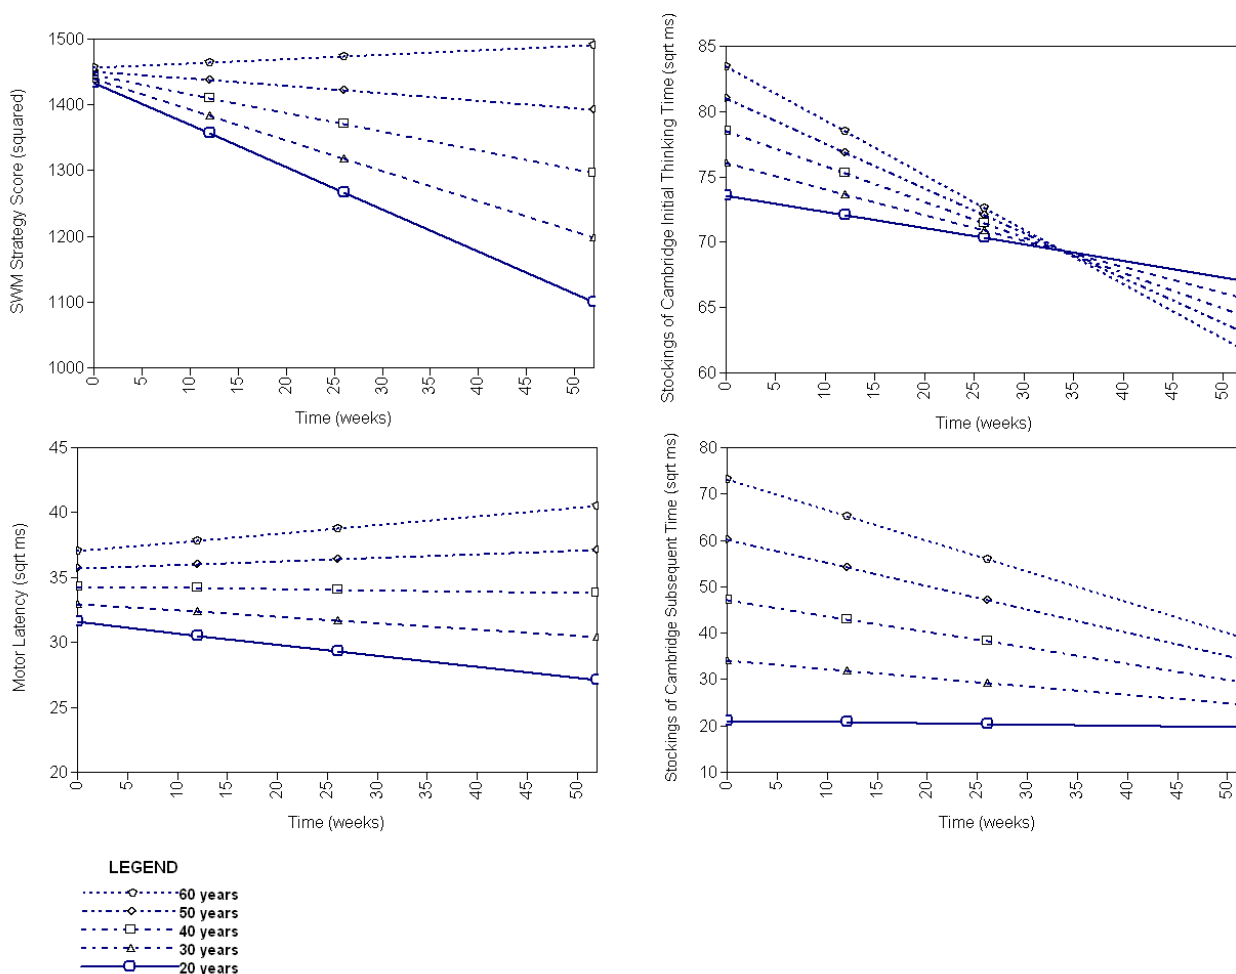 SWM Strategy Score (squared)
1500
1400
1300
1200
1100
1000
0 5 10 15 20 25 30 35 40 45 50
Time (weeks)
Stockings of Cambridge Initial Thinking Time (sqrt ms)
85
80
75
70
65
60
0 5 10 15 20 25 30 35 40 45 50
Time (weeks)
Motor Latency (sqrt ms)
45
40
35
30
25
20
0 5 10 15 20 25 30 35 40 45 50
Time (weeks)
Stockings of Cambridge Subsequent Time (sqrt ms)
80
70
60
50
40
30
20
10
0 5 10 15 20 25 30 35 40 45 50
Time (weeks)
LEGEND
60 years
50 years
40 years
30 years
20 years